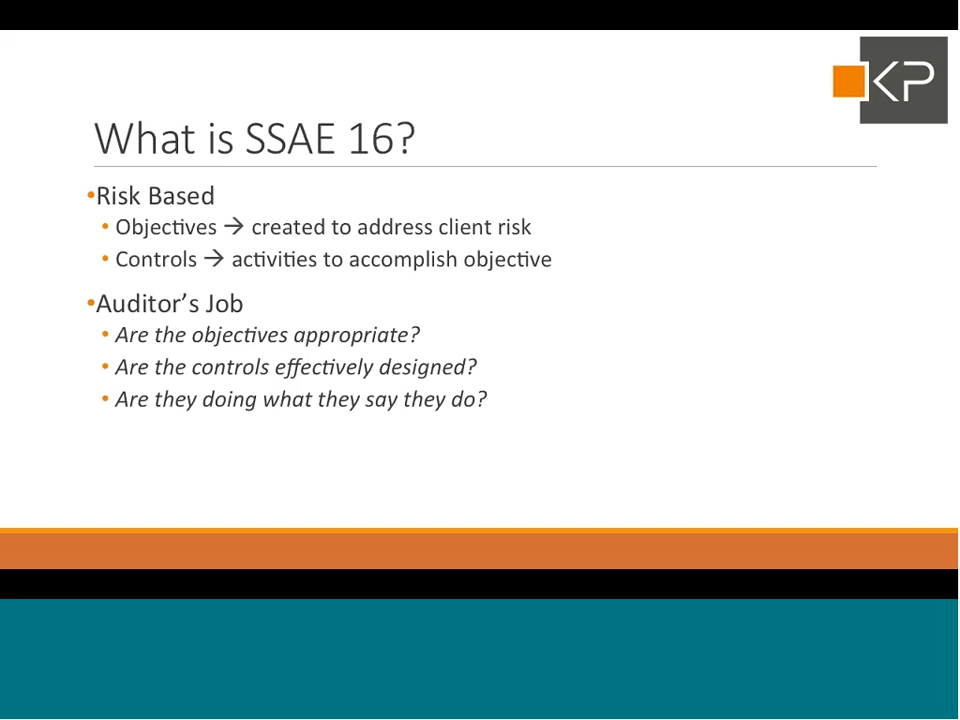 KP
What is SSAE 16?
•Risk Based
• Objectives → created to address client risk
• Controls → activities to accomplish objective
•Auditor’s Job
• Are the objectives appropriate?
• Are the controls effectively designed?
• Are they doing what they say they do?